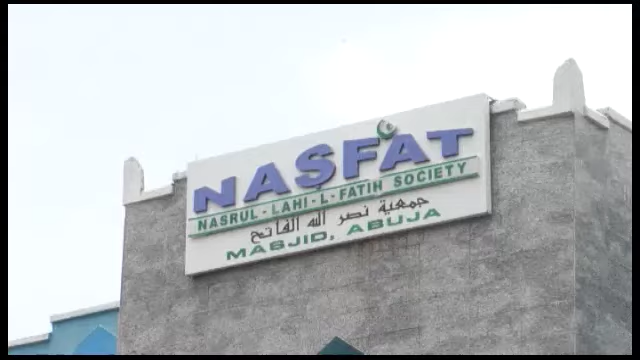 NASFAT
NASRUL-LAHI-L-FATIH SOCIETY
جمعية نصر الله الفاتح
MASJID, ABUJA